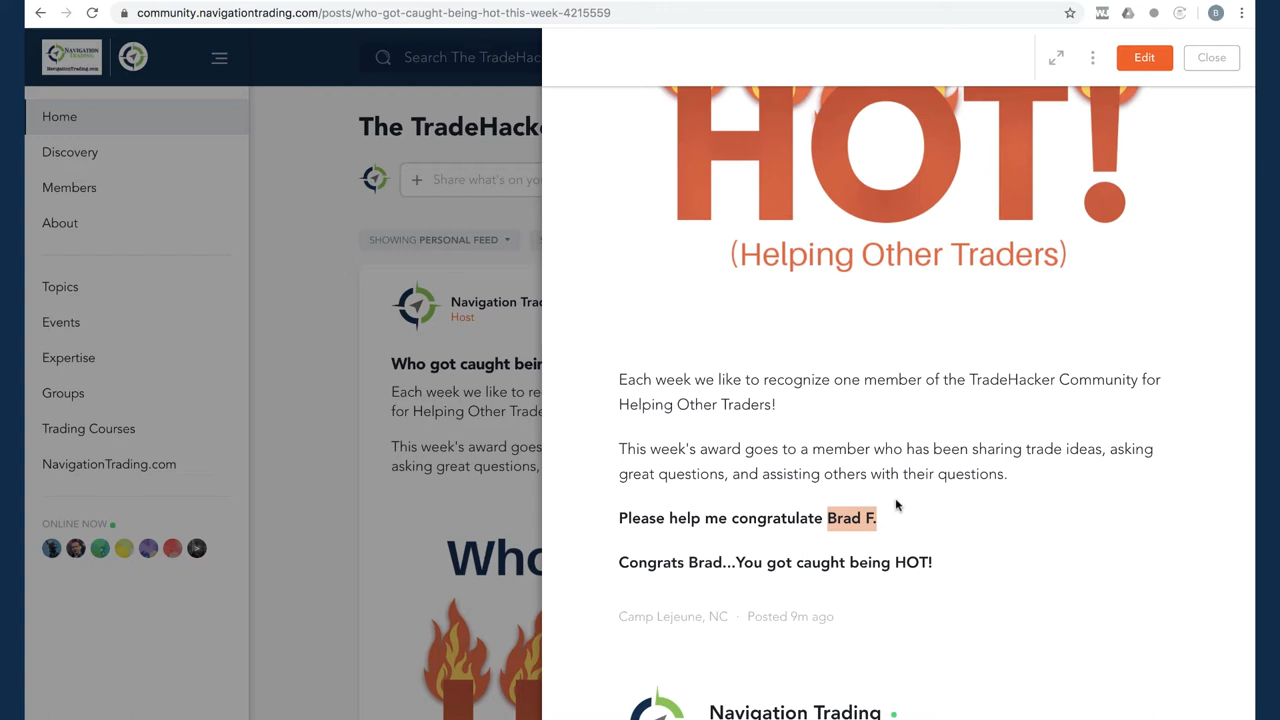 community.navigationtrading.com/posts/who-got-caught-being-hot-this-week-4215559
B
NAVIGATION
TRADING
NavigationTrading.com
Search The TradeHac
Edit
Close
Home
Discovery
Members
About
Topics
Events
Expertise
Groups
Trading Courses
NavigationTrading.com
ONLINE NOW
The TradeHack
Share what's on yo
SHOWING PERSONAL FEED
Navigation Trad
Host
Who got caught bein
Each week we like to re
for Helping Other Trade
This week's award goes
asking great questions,
Who
HOT!
(Helping Other Traders)
Each week we like to recognize one member of the TradeHacker Community for
Helping Other Traders!
This week's award goes to a member who has been sharing trade ideas, asking
great questions, and assisting others with their questions.
Please help me congratulate Brad F.
Congrats Brad...You got caught being HOT!
Camp Lejeune, NC · Posted 9m ago
Navigation Trading